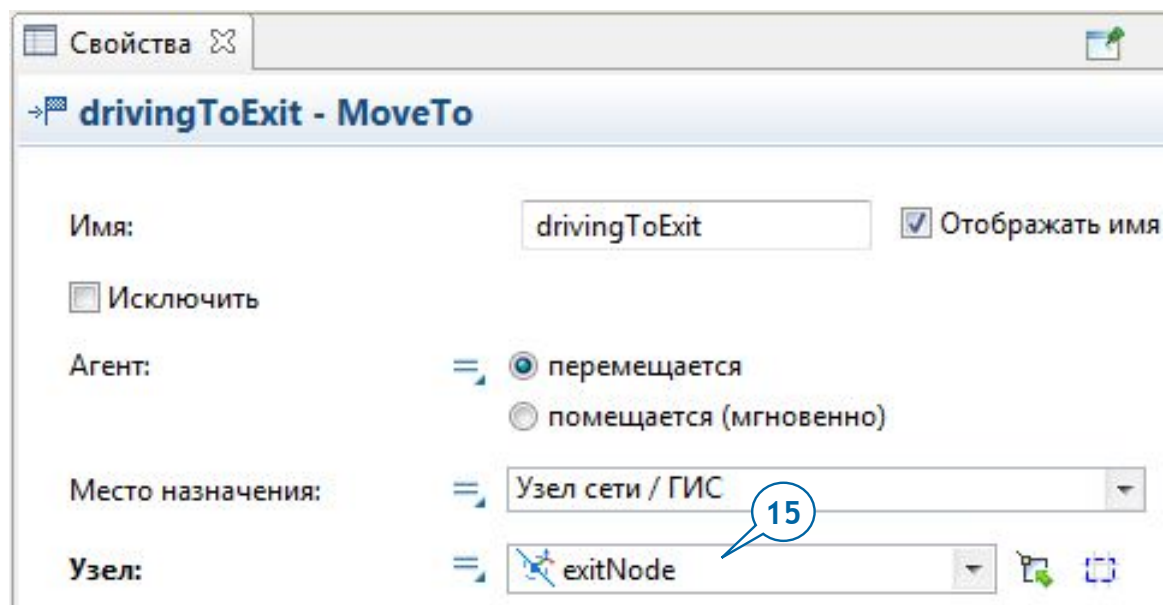 Свойства
drivingToExit - MoveTo
Имя: drivingToExit Отображать имя
Исключить
Агент: перемещается
помещается (мгновенно)
Место назначения: Узел сети / ГИС
15
Узел: exitNode